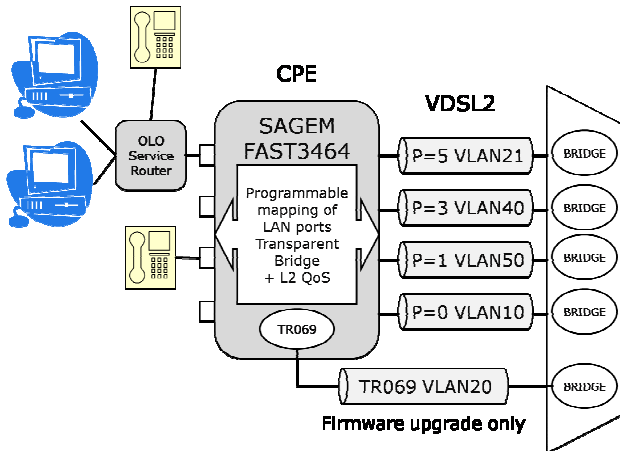 CPE
VDSL2
OLO
Service
Router
SAGEM
FAST3464
Programmable
mapping of
LAN ports
Transparent
Bridge
+ L2 QoS
TR069
P=5 VLAN21
BRIDGE
P=3 VLAN40
BRIDGE
P=1 VLAN50
BRIDGE
P=0 VLAN10
BRIDGE
TR069 VLAN20
BRIDGE
Firmware upgrade only